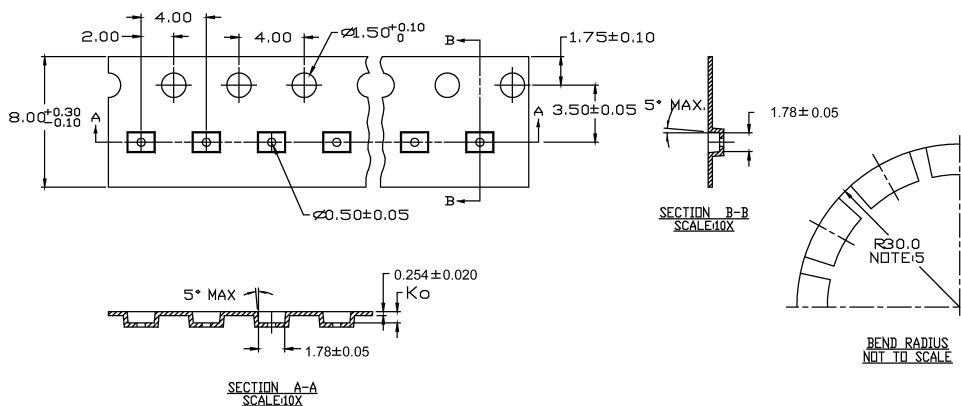 4.00
2.00
4.00
Ø1.50 +0.10 0
B
1.75±0.10
8.00 +0.30 -0.10
A
A
3.50±0.05
B
Ø0.50±0.05
5° MAX.
1.78±0.05
SECTION B-B
SCALE:10X
R30.0
NOTE:5
BEND RADIUS
NOT TO SCALE
5° MAX
0.254±0.020
Ko
1.78±0.05
SECTION A-A
SCALE:10X